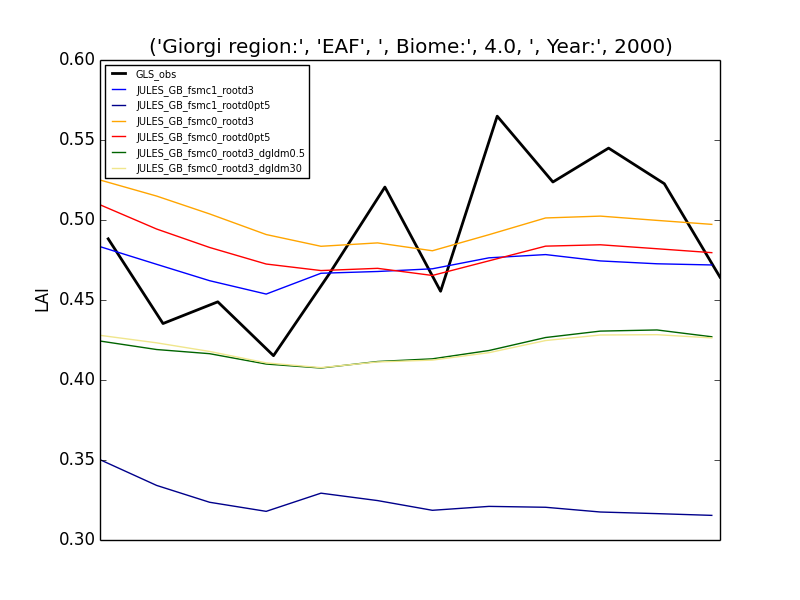 ('Giorgi region:', 'EAF', ', Biome:', 4.0, ', Year:', 2000)
0.60
GLS_obs
JULES_GB_fsmc1_rootd3
JULES_GB_fsmc1_rootd0pt5
JULES_GB_fsmc0_rootd3
JULES_GB_fsmc0_rootd0pt5
JULES_GB_fsmc0_rootd3_dgldm0.5
JULES_GB_fsmc0_rootd3_dgldm30
0.55
0.50
0.45
LAI
0.40
0.35
0.30